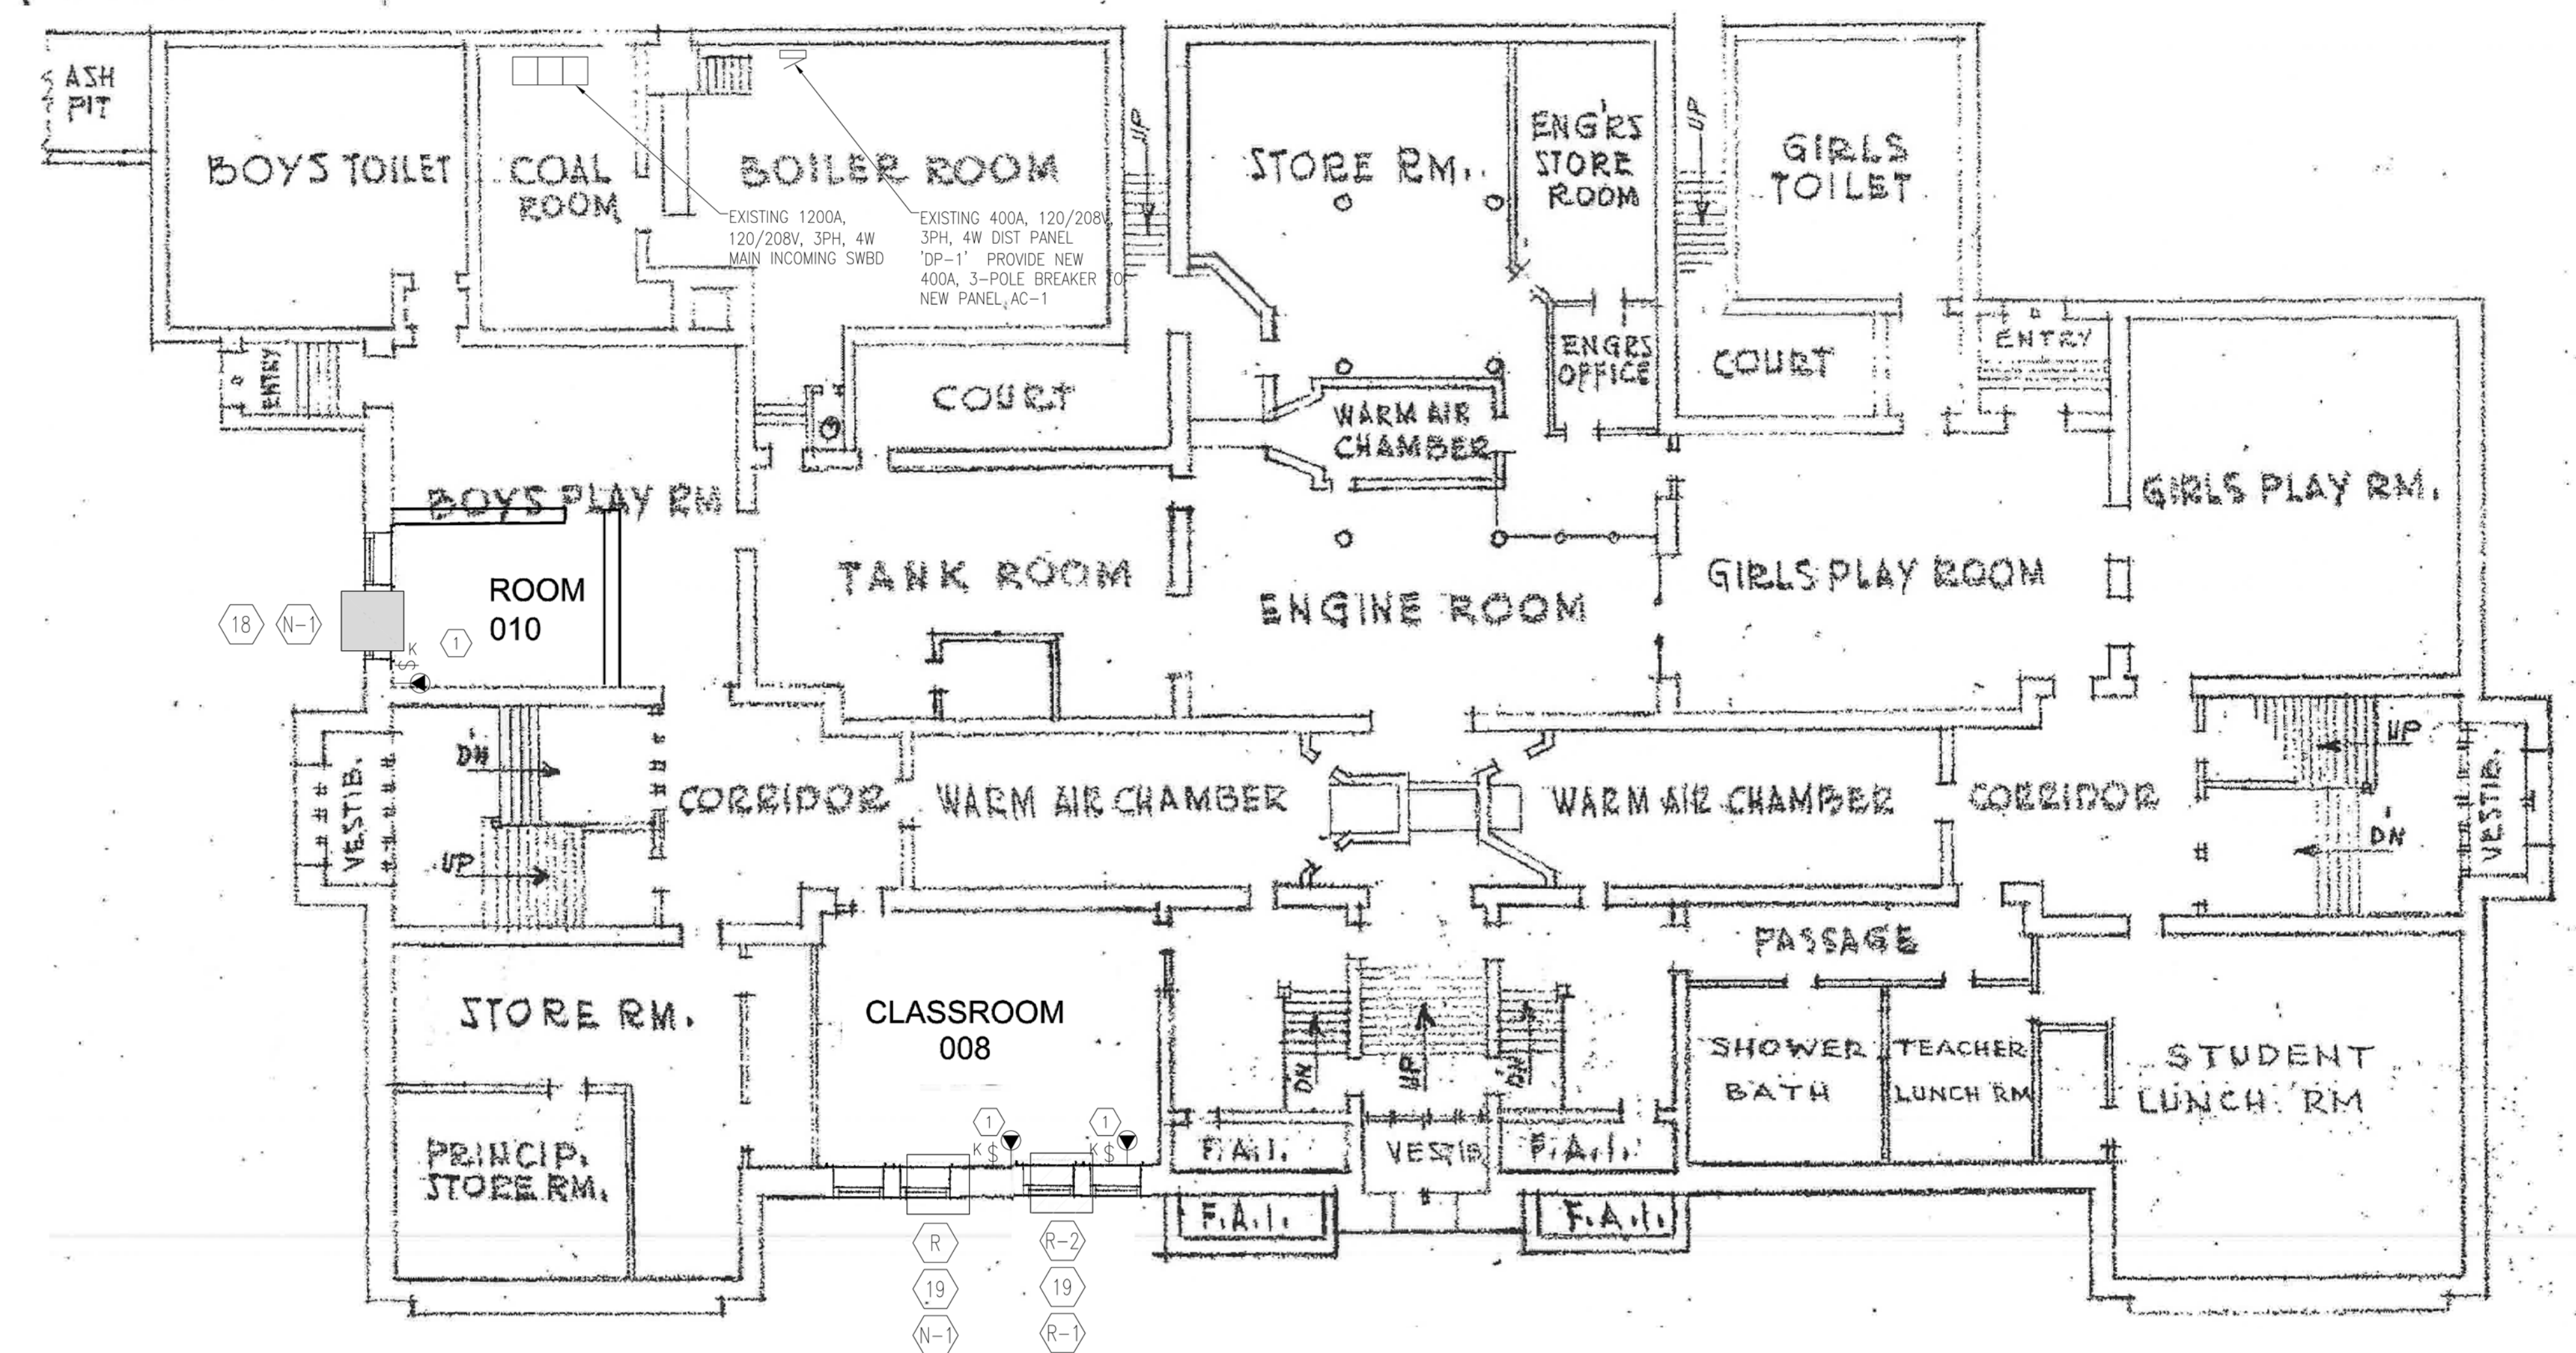 ASH
PIT
BOYS TOILET
COAL
ROOM
BOILER ROOM
UP
STORE RM.
ENG'RS
STORE
ROOM
UP
GIRLS
TOILET
EXISTING 1200A,
120/208V, 3PH, 4W
MAIN INCOMING SWBD
EXISTING 400A, 120/208V,
3PH, 4W DIST PANEL
'DP-1' PROVIDE NEW
400A, 3-POLE BREAKER TO
NEW PANEL AC-1
ENTRY
COURT
WARM AIR
CHAMBER
ENGRS
OFFICE
COURT
ENTRY
BOYS PLAY RM
GIRLS PLAY RM.
ROOM
010
18
N-1
K
$
1
TANK ROOM
ENGINE ROOM
GIRLS PLAY ROOM
VESTIB.
DN
UP
CORRIDOR
WARM AIR CHAMBER
WARM AIR CHAMBER
CORRIDOR
UP
DN
VESTIB.
STORE RM.
CLASSROOM
008
PASSAGE
DN
UP
DN
SHOWER
BATH
TEACHER
LUNCH RM
STUDENT
LUNCH RM
PRINCIP.
STORE RM.
1
K $
1
K $
F.A.I.
VESTIB
F.A.I.
F.A.I.
F.A.I.
R
19
N-1
R-2
19
R-1